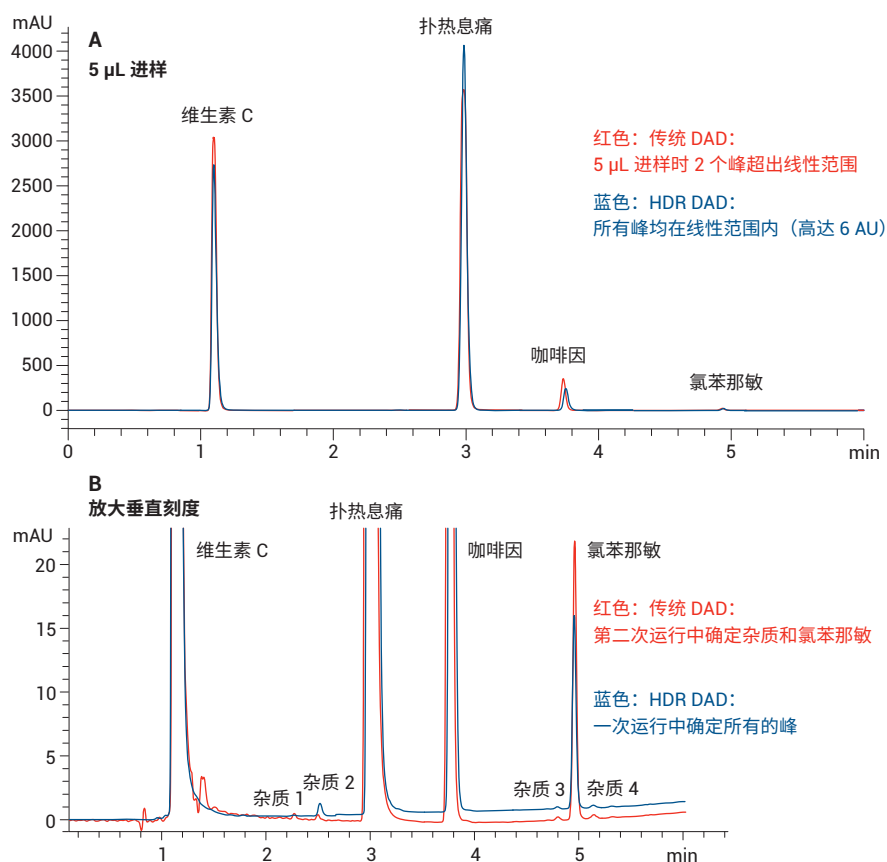 mAU
A
5 µL 进样
扑热息痛
维生素 C
咖啡因
氯苯那敏
红色：传统 DAD：
5 µL 进样时 2 个峰超出线性范围
蓝色：HDR DAD：
所有峰均在线性范围内（高达 6 AU）
4000
3500
3000
2500
2000
1500
1000
500
0
0 1 2 3 4 5 min
B
放大垂直刻度
mAU
扑热息痛
维生素 C
咖啡因
氯苯那敏
红色：传统 DAD：
第二次运行中确定杂质和氯苯那敏
蓝色：HDR DAD：
一次运行中确定所有的峰
杂质 1
杂质 2
杂质 3
杂质 4
20
15
10
5
0
1 2 3 4 5 min